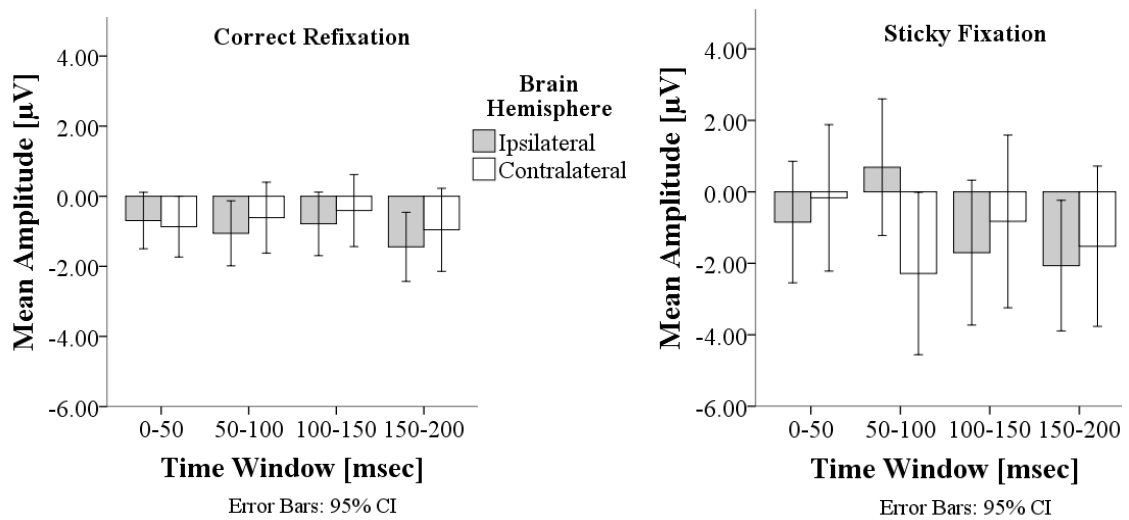 Correct Refixation
Mean Amplitude [µV]
4.00
2.00
0.00
-2.00
-4.00
-6.00
0-50 50-100 100-150 150-200
Time Window [msec]
Error Bars: 95% CI
Brain
Hemisphere
Ipsilateral
Contralateral
Sticky Fixation
Mean Amplitude [µV]
4.00
2.00
0.00
-2.00
-4.00
-6.00
0-50 50-100 100-150 150-200
Time Window [msec]
Error Bars: 95% CI